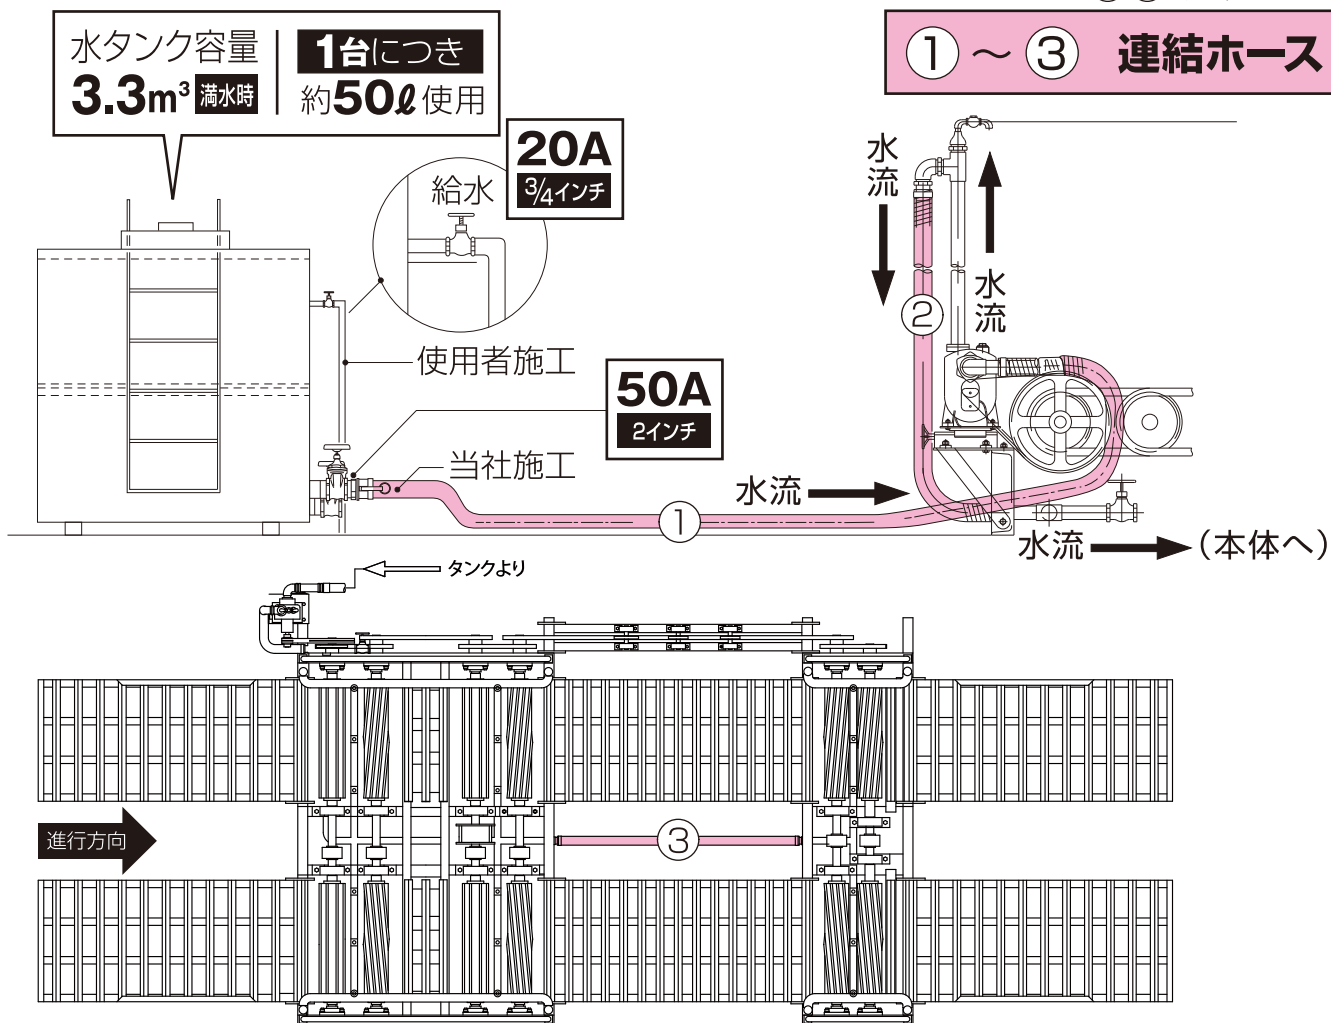 水タンク容量
3.3m³ 満水時
1台につき
約50ℓ使用
①～③ 連結ホース
20A
3/4インチ
給水
水流
水流
②
使用者施工
50A
2インチ
当社施工
水流
①
水流
(本体へ)
タンクより
進行方向
③